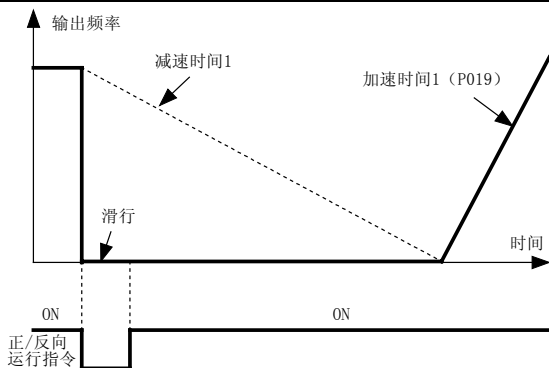 输出频率
减速时间1
加速时间1（P019）
滑行
时间
ON
ON
正/反向
运行指令